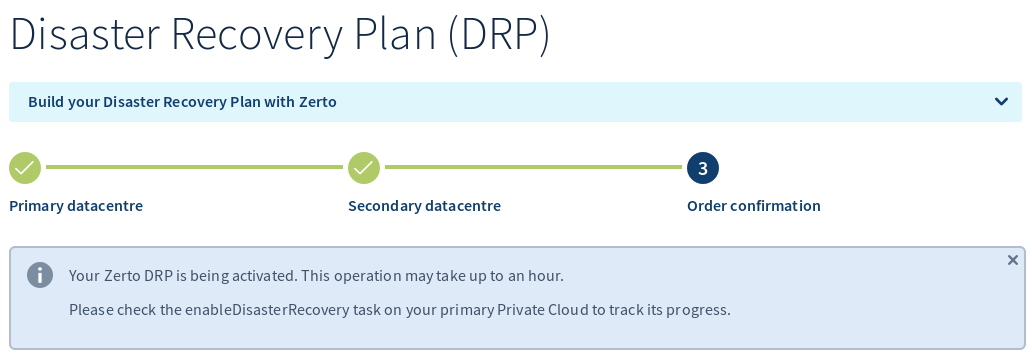 Disaster Recovery Plan (DRP)
Build your Disaster Recovery Plan with Zerto
3
Primary datacentre
Secondary datacentre
Order confirmation
Your Zerto DRP is being activated. This operation may take up to an hour.
Please check the enableDisasterRecovery task on your primary Private Cloud to track its progress.